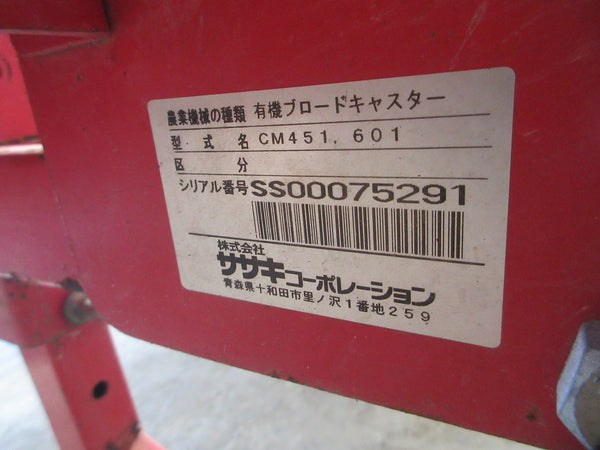 農業機械の種類 有機ブロードキャスター
型式名 CM451, 601
区分
シリアル番号 SS00075291
株式会社
ササキコーポレーション
青森県十和田市里ノ沢1番地259